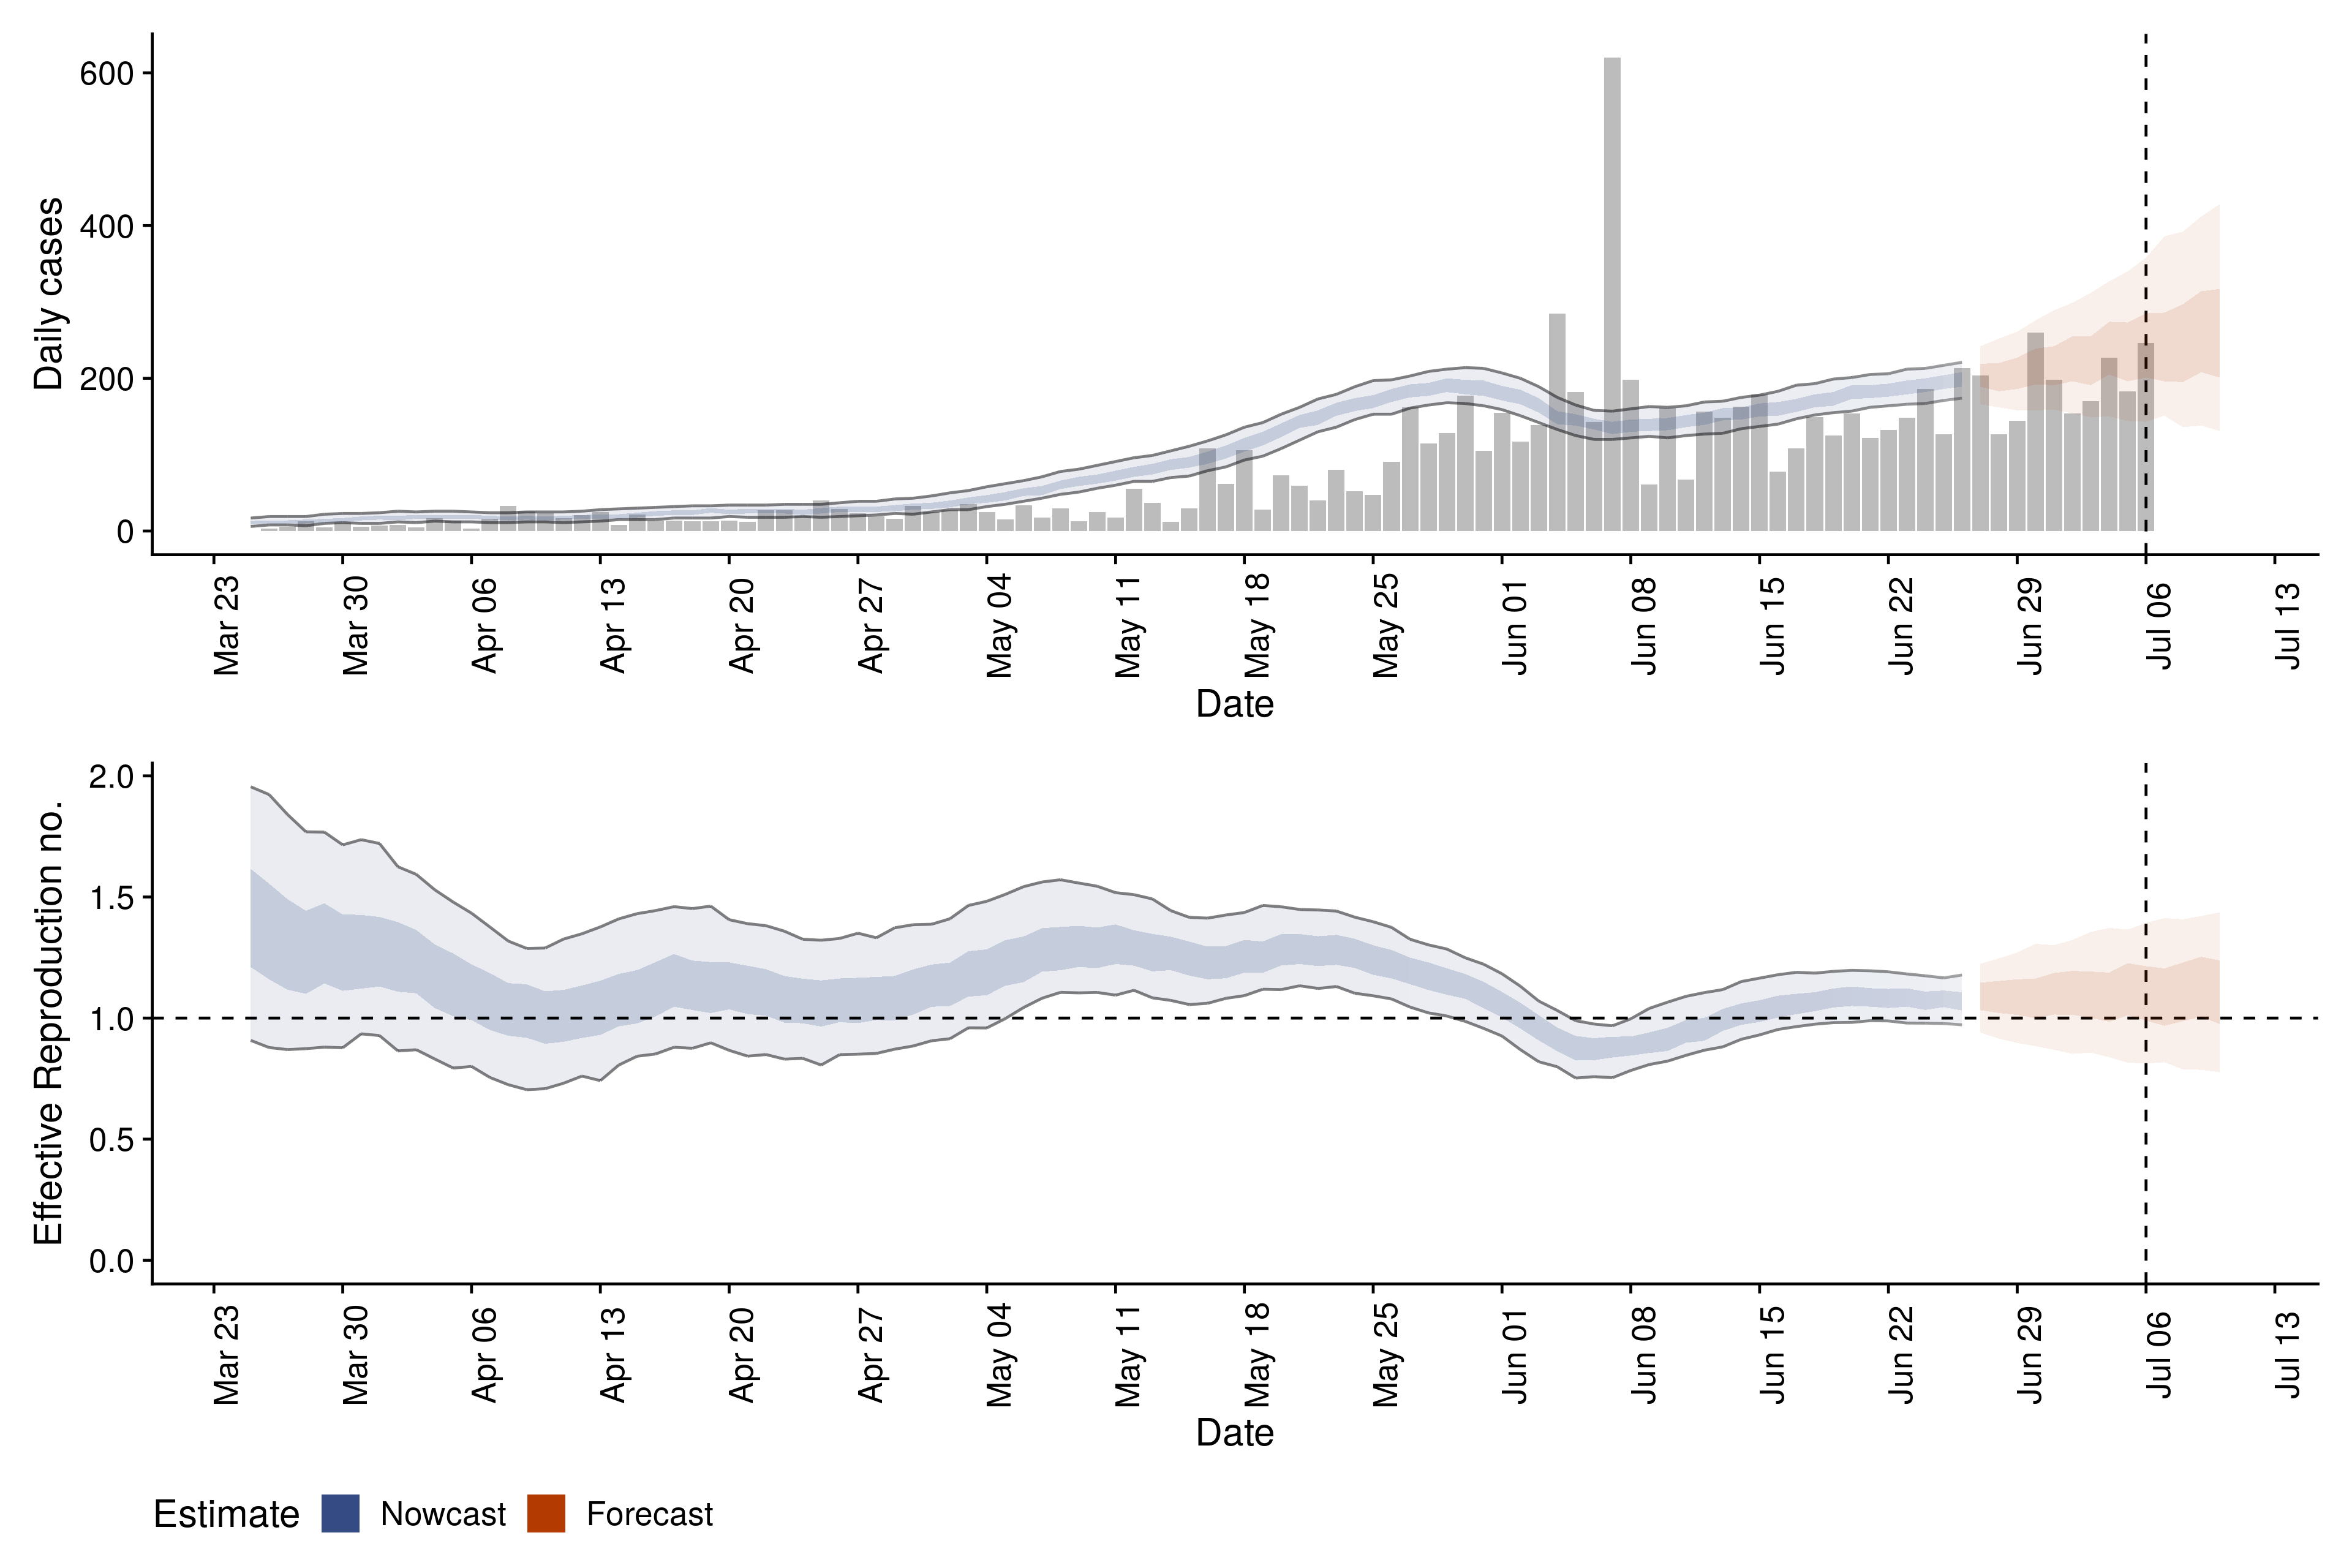 Daily cases
600
400
200
0
Mar 23
Mar 30
Apr 06
Apr 13
Apr 20
Apr 27
May 04
May 11
May 18
May 25
Jun 01
Jun 08
Jun 15
Jun 22
Jun 29
Jul 06
Jul 13
Date
Effective Reproduction no.
2.0
1.5
1.0
0.5
0.0
Mar 23
Mar 30
Apr 06
Apr 13
Apr 20
Apr 27
May 04
May 11
May 18
May 25
Jun 01
Jun 08
Jun 15
Jun 22
Jun 29
Jul 06
Jul 13
Date
Estimate Nowcast Forecast